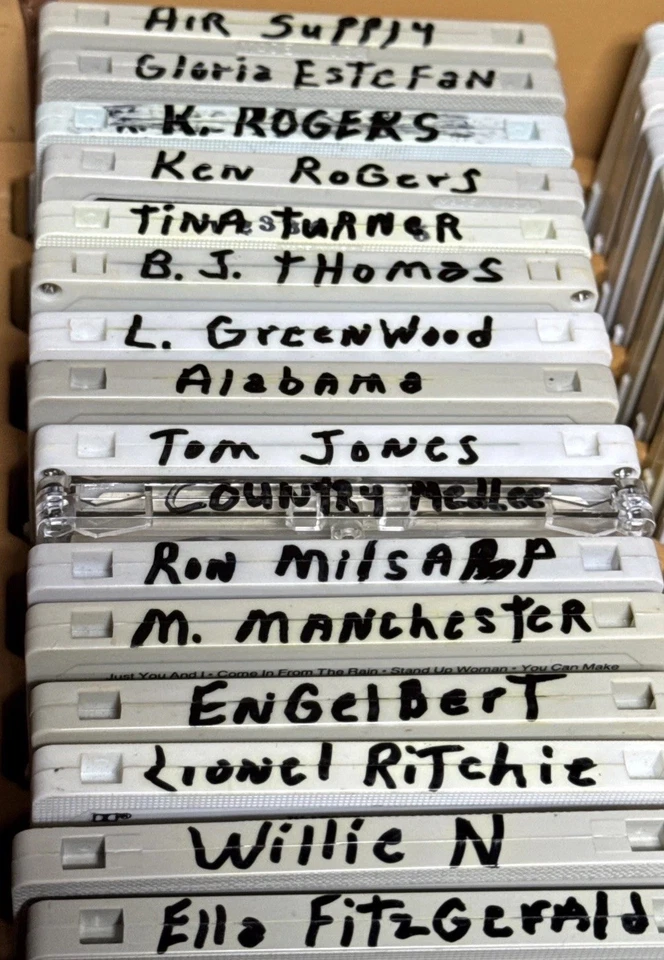 AIR SuPPly
Gloria ESTEFAN
K. ROGERS
Ken RoGerS
TINA TuRNeR
B.J. tHomas
L. GreeNWood
Alabama
Tom JoNes
COUNTRY Medlee
RoN MilsAP
M. MANchesteR
Just You And I • Come In From The Rain • Stand Up Woman • You Can Make
ENGelBerT
Lionel RiTchie
Willie N
Ella FiTzGerAld